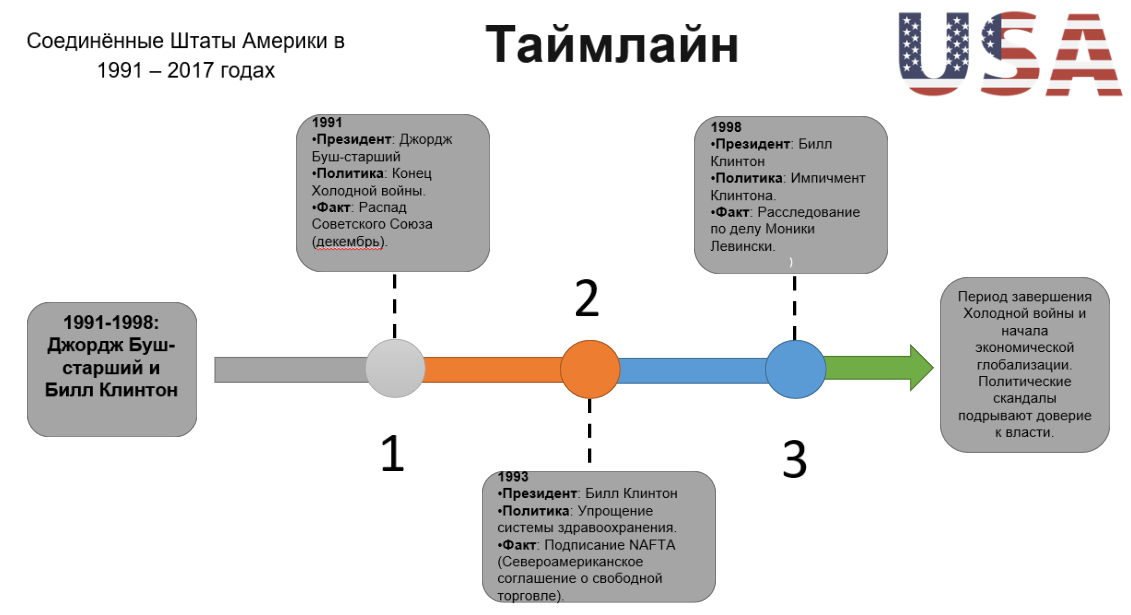 Соединённые Штаты Америки в
1991 – 2017 годах
Таймлайн
USA
1991
•Президент: Джордж
Буш-старший
•Политика: Конец
Холодной войны.
•Факт: Распад
Советского Союза
(декембрь).
1998
•Президент: Билл
Клинтон
•Политика: Импичмент
Клинтона.
•Факт: Расследование
по делу Моники
Левински.
)
2
1991-1998:
Джордж Буш-
старший и
Билл Клинтон
Период завершения
Холодной войны и
начала
экономической
глобализации.
Политические
скандалы
подрывают доверие
к власти.
1
3
1993
•Президент: Билл Клинтон
•Политика: Упрощение
системы здравоохранения.
•Факт: Подписание NAFTA
(Североамериканское
соглашение о свободной
торговле).